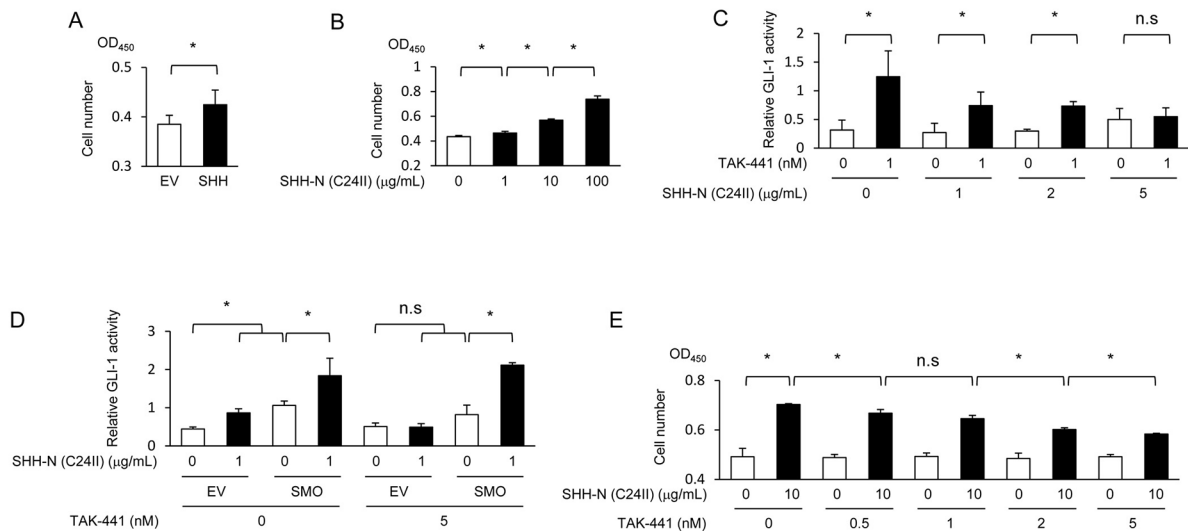 A
OD450
*
0.5
0.4
0.3
Cell number
EV SHH
B
OD450
* * *
1
0.8
0.6
0.4
0.2
Cell number
0 1 10 100
SHH-N (C24II) (μg/mL)
C
* * * n.s
2
1.5
1
0.5
0
Relative GLI-1 activity
TAK-441 (nM) 0 1 0 1 0 1 0 1
SHH-N (C24II) (μg/mL) 0 1 2 5
D
* * n.s *
3
2
1
0
Relative GLI-1 activity
SHH-N (C24II) (μg/mL) 0 1 0 1 0 1 0 1
EV SMO EV SMO
TAK-441 (nM) 0 5
E
OD450
* * n.s * *
0.8
0.6
0.4
Cell number
SHH-N (C24II) (μg/mL) 0 10 0 10 0 10 0 10 0 10
TAK-441 (nM) 0 0.5 1 2 5